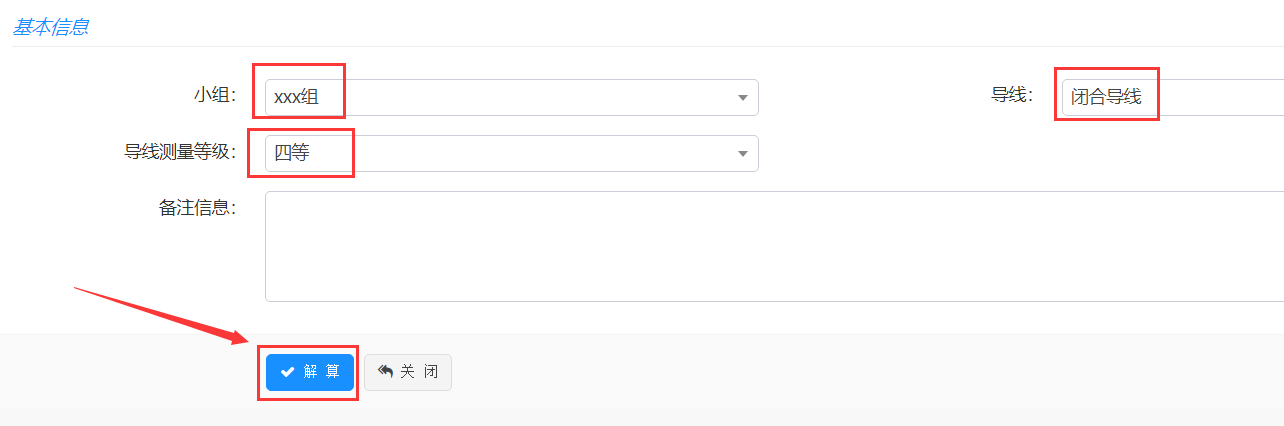 基本信息
小组： xxx组 导线： 闭合导线
导线测量等级： 四等
备注信息：
解 算 关 闭